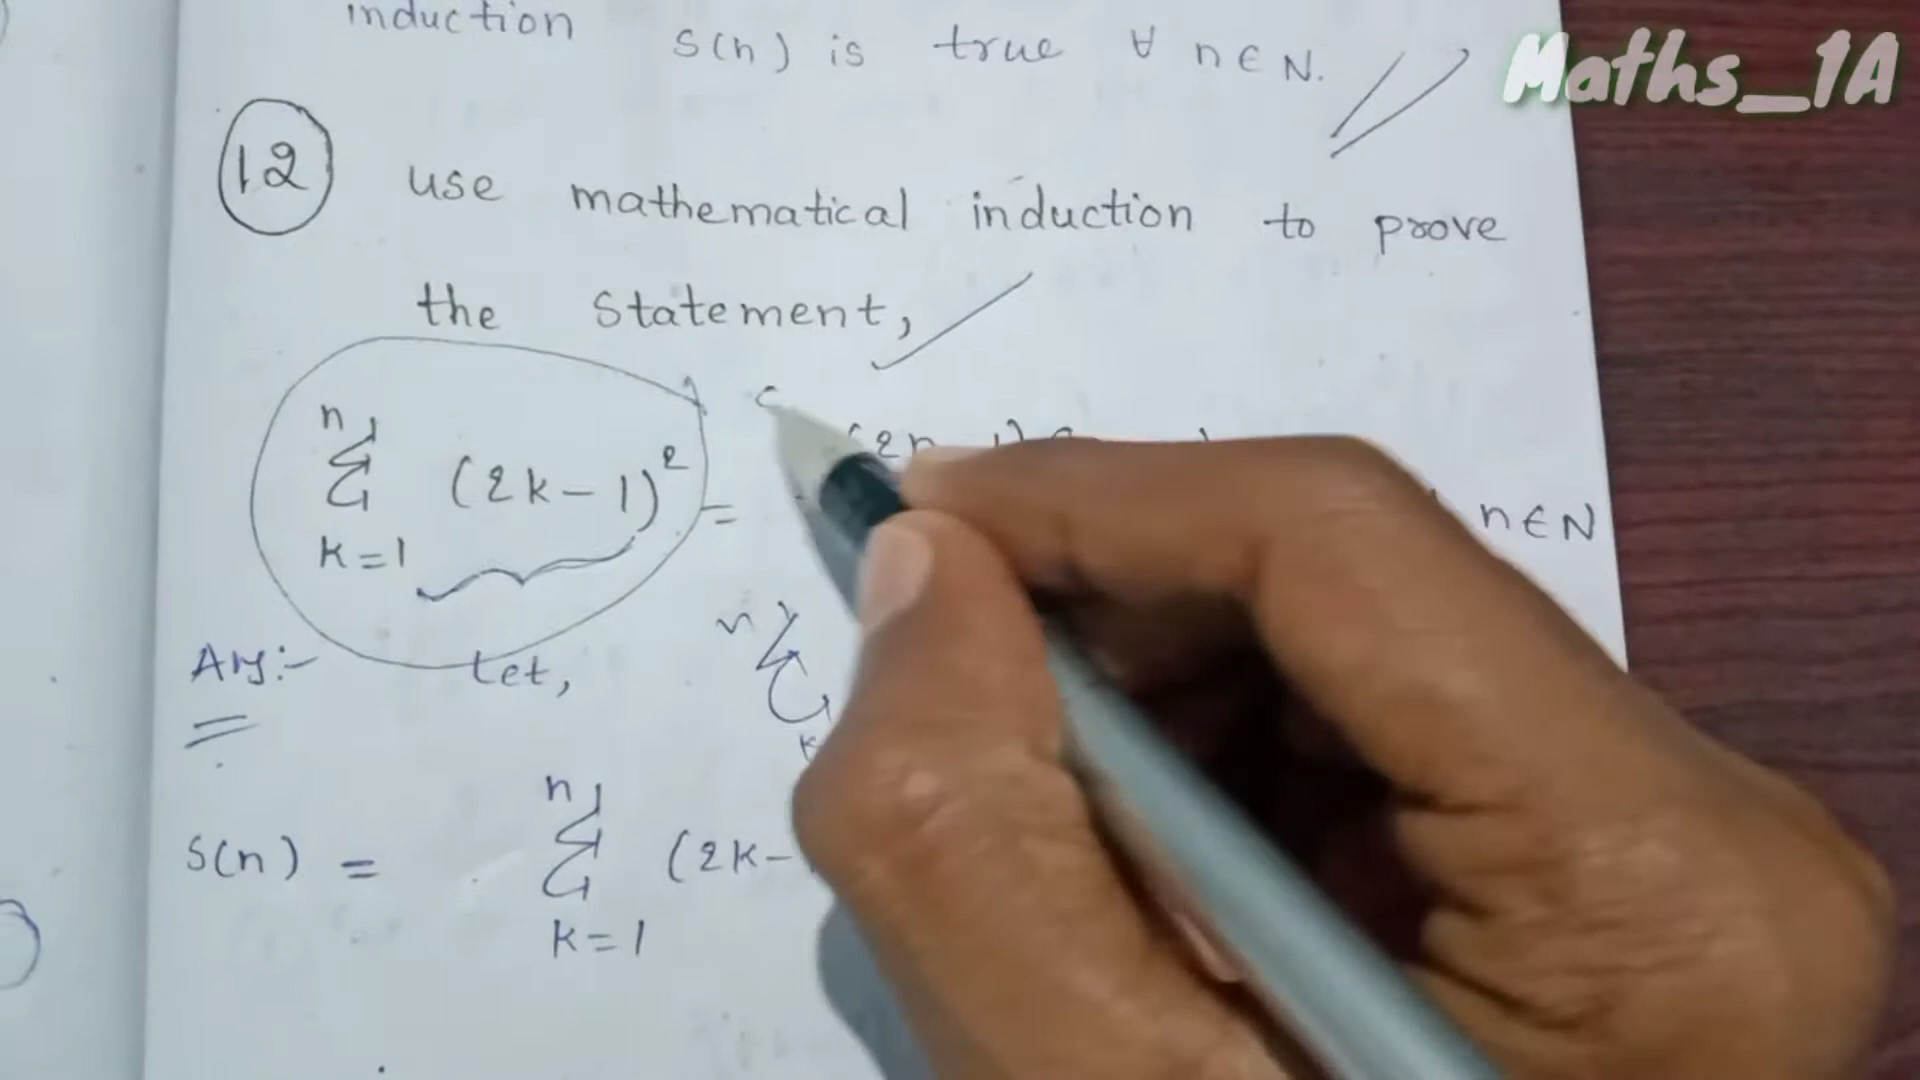 induction S(n) is true ∀ n∈N.
Maths_1A
12 use mathematical induction to prove
the statement,
n
Σ (2k-1)² = n∈N
k=1
Ans:- Let, n Σ
S(n) = n Σ (2k-
k=1